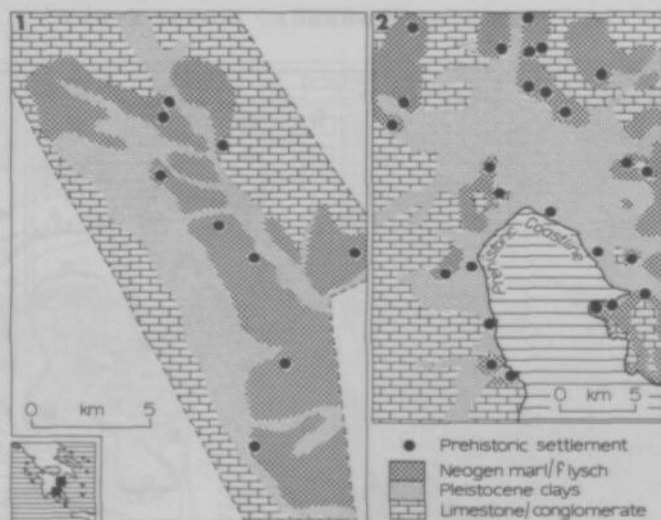 1
2
Prehistoric Coastline
0 km 5
0 km 5
Prehistoric settlement
Neogen marl/flysch
Pleistocene clays
Limestone/conglomerate